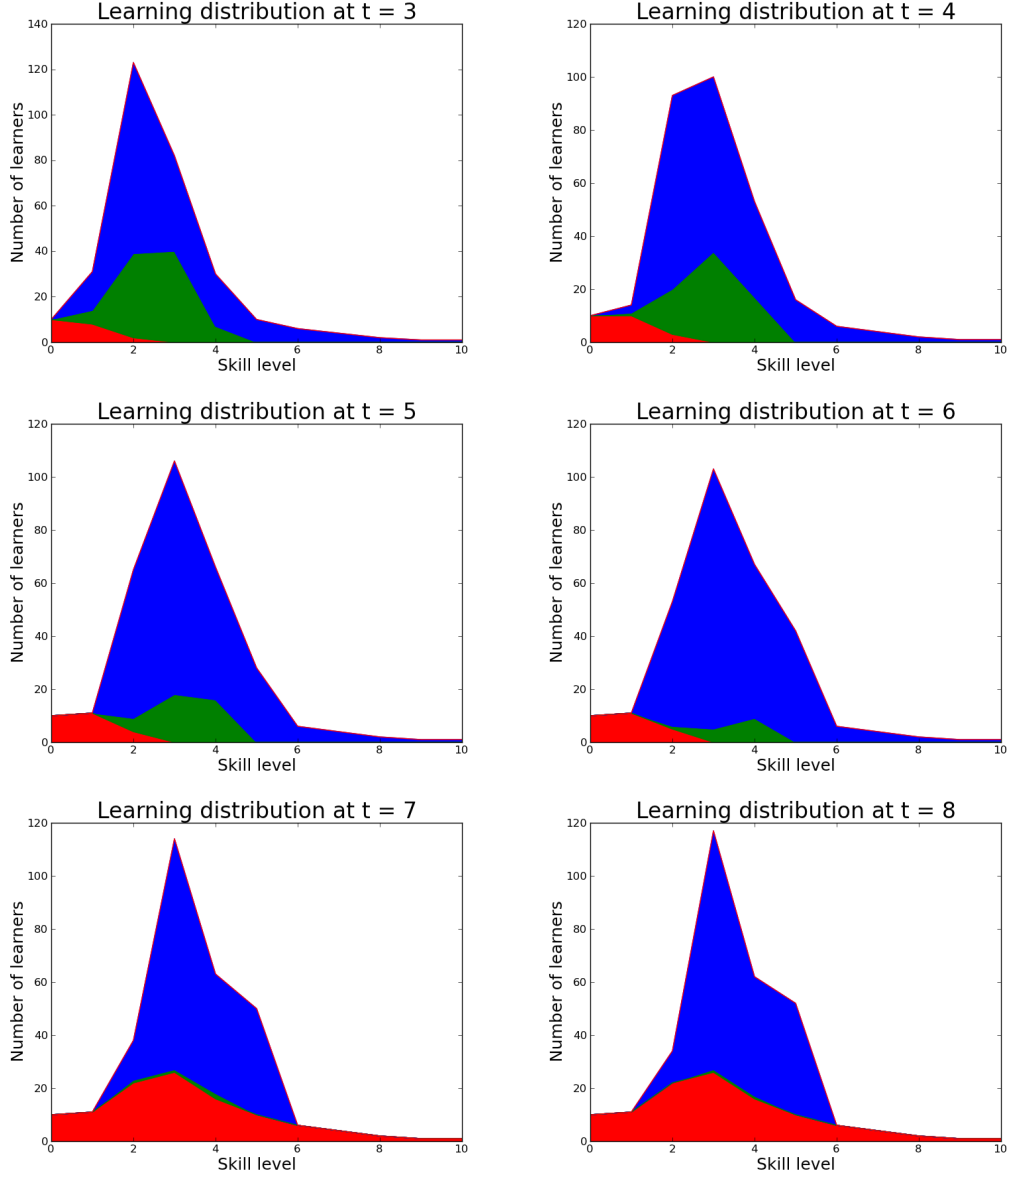 Learning distribution at t = 3
140
120
100
80
60
40
20
0
Number of learners
0 2 4 6 8 10
Skill level
Learning distribution at t = 4
120
100
80
60
40
20
0
Number of learners
0 2 4 6 8 10
Skill level
Learning distribution at t = 5
120
100
80
60
40
20
0
Number of learners
0 2 4 6 8 10
Skill level
Learning distribution at t = 6
120
100
80
60
40
20
0
Number of learners
0 2 4 6 8 10
Skill level
Learning distribution at t = 7
120
100
80
60
40
20
0
Number of learners
0 2 4 6 8 10
Skill level
Learning distribution at t = 8
120
100
80
60
40
20
0
Number of learners
0 2 4 6 8 10
Skill level